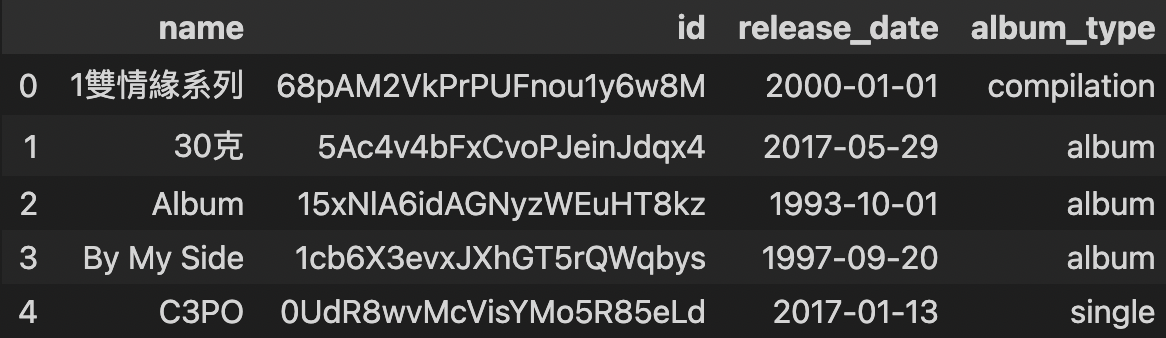 name id release_date album_type
0 1雙情緣系列 68pAM2VkPrPUFnou1y6w8M 2000-01-01 compilation
1 30克 5Ac4v4bFxCvoPJeinJdqx4 2017-05-29 album
2 Album 15xNlA6idAGNyzWEuHT8kz 1993-10-01 album
3 By My Side 1cb6X3evxJXhGT5rQWqbys 1997-09-20 album
4 C3PO 0UdR8wvMcVisYMo5R85eLd 2017-01-13 single